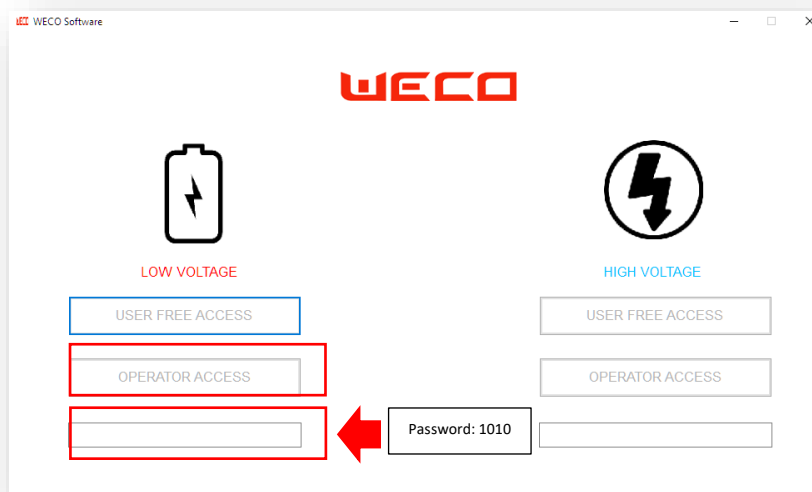 WECO Software
WECO
LOW VOLTAGE
HIGH VOLTAGE
USER FREE ACCESS
USER FREE ACCESS
OPERATOR ACCESS
OPERATOR ACCESS
Password: 1010